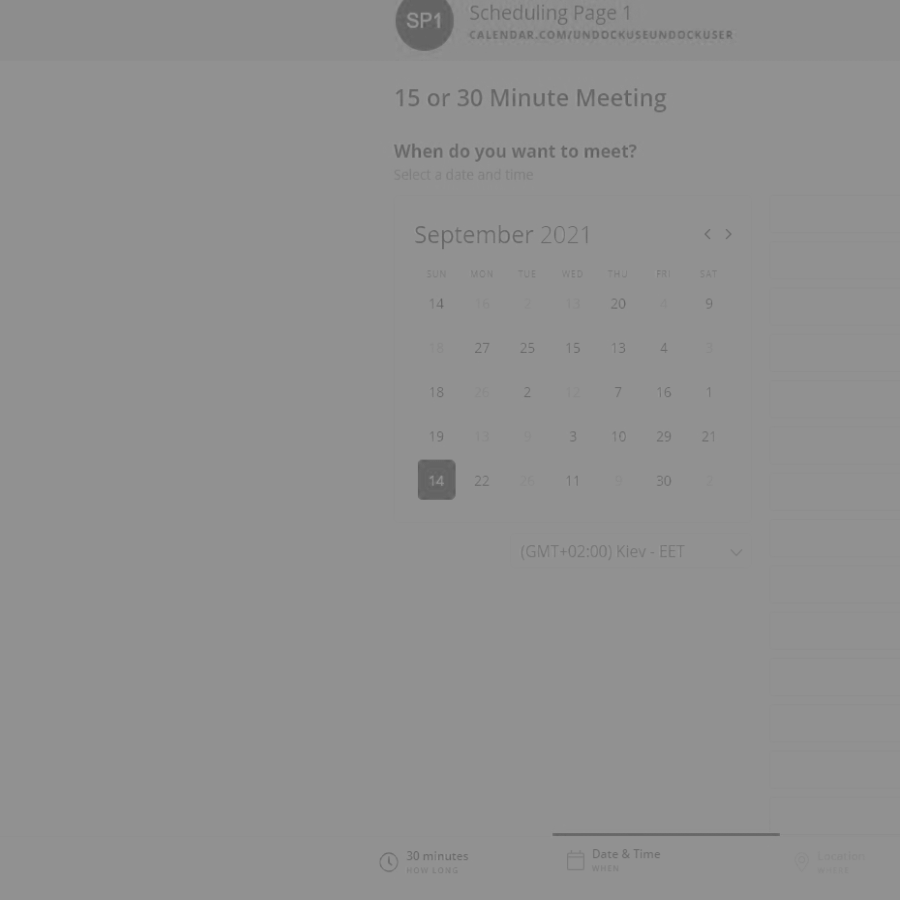 SP1
Scheduling Page 1
CALENDAR.COM/UNDOCKUSEUNDOCKUSER
15 or 30 Minute Meeting
When do you want to meet?
Select a date and time
September 2021
SUN MON TUE WED THU FRI SAT
14 16 2 13 20 4 9
18 27 25 15 13 4 3
18 26 2 12 7 16 1
19 13 3 10 29 21
14 22 26 11 9 30 2
(GMT+02:00) Kiev - EET
30 minutes
HOW LONG
Date & Time
WHEN
Location
WHERE